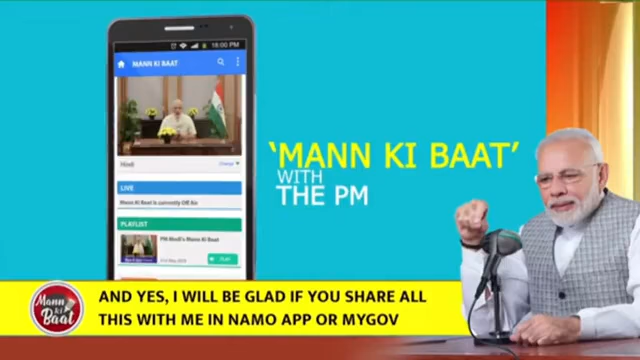 18:00 PM
MANN KI BAAT
Hindi
Change
LIVE
Mann Ki Baat is currently Off Air
PLAYLIST
PM Modi's Mann Ki Baat
PLAY
'MANN KI BAAT'
WITH
THE PM
Mann
Ki
Baat
AND YES, I WILL BE GLAD IF YOU SHARE ALL
THIS WITH ME IN NAMO APP OR MYGOV